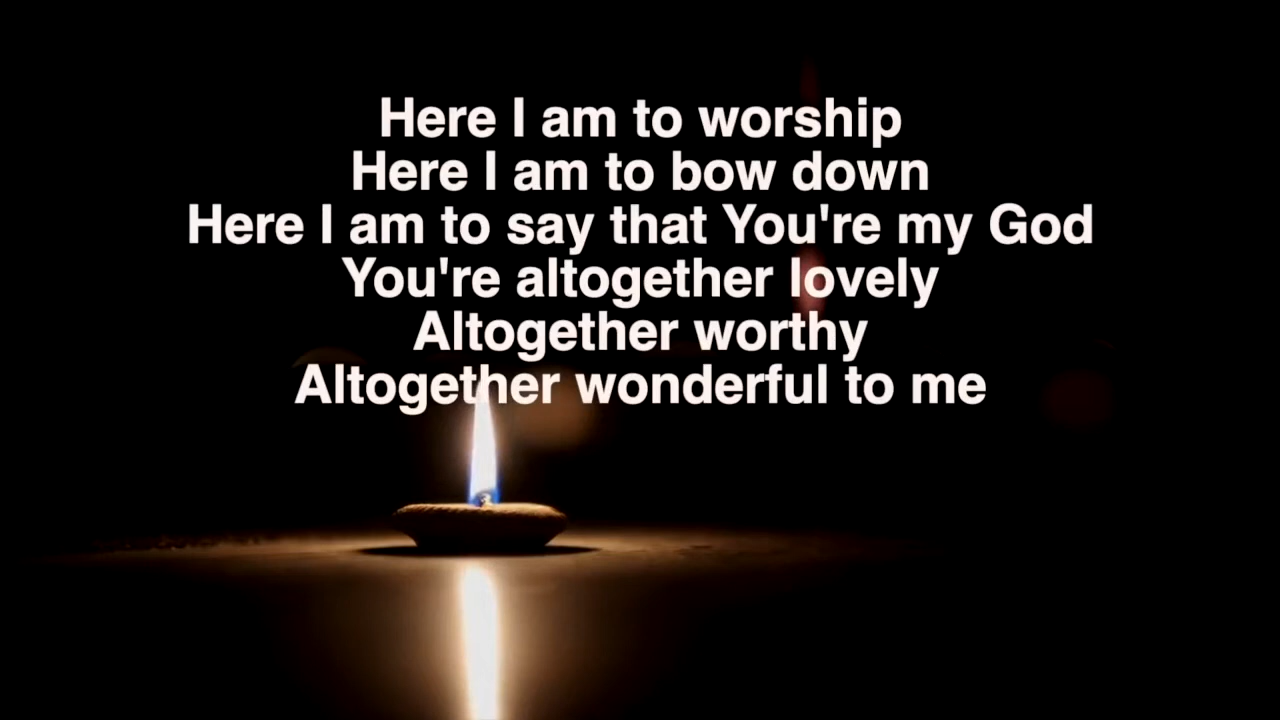 Here I am to worship
Here I am to bow down
Here I am to say that You're my God
You're altogether lovely
Altogether worthy
Altogether wonderful to me